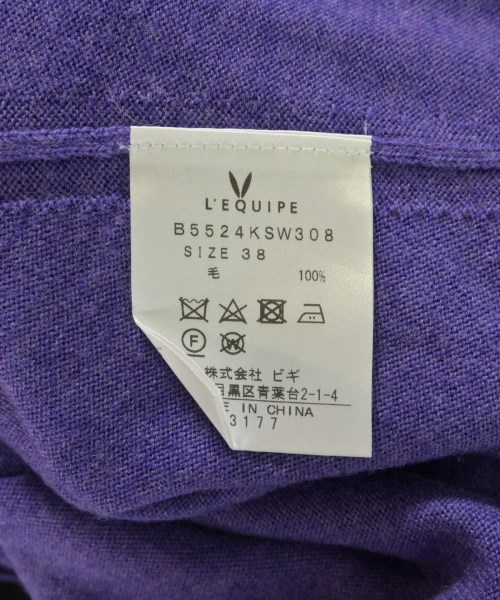 L'EQUIPE
B5524KSW308
SIZE 38
毛 100%
F W
株式会社 ビギ
目黒区青葉台2-1-4
IN CHINA
3177